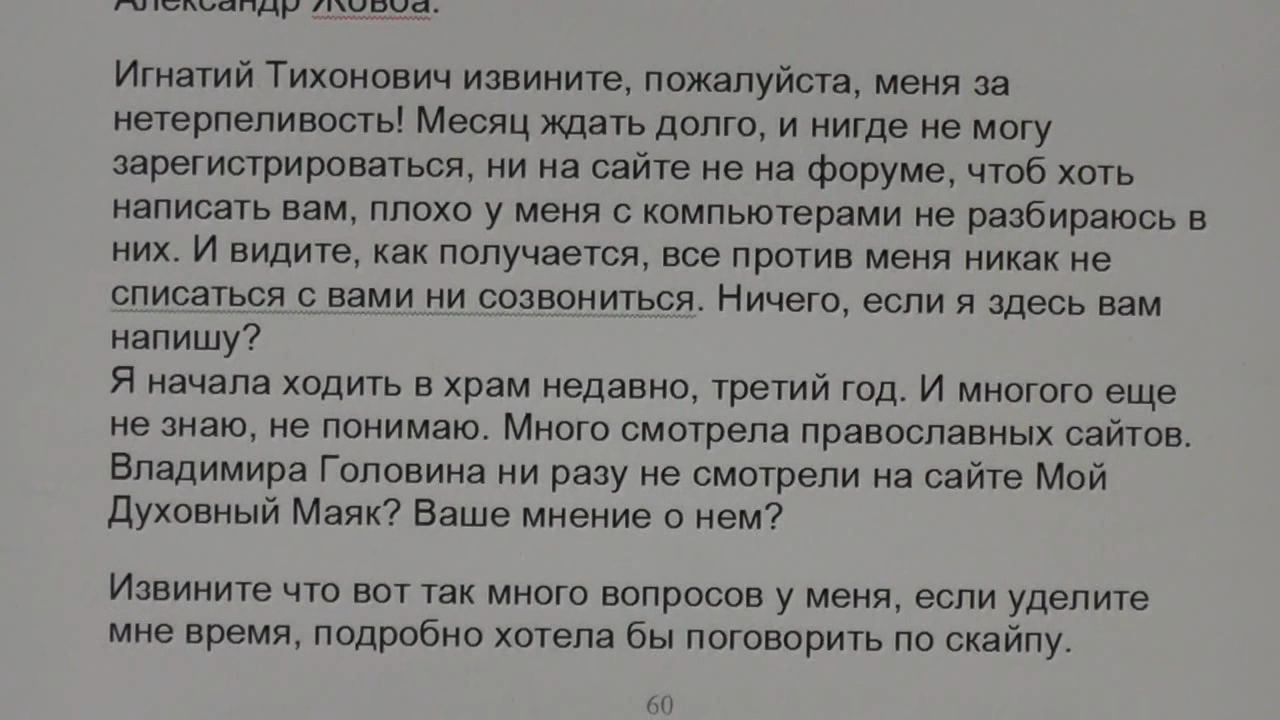 Александр Жовба.
Игнатий Тихонович извините, пожалуйста, меня за
нетерпеливость! Месяц ждать долго, и нигде не могу
зарегистрироваться, ни на сайте не на форуме, чтоб хоть
написать вам, плохо у меня с компьютерами не разбираюсь в
них. И видите, как получается, все против меня никак не
списаться с вами ни созвониться. Ничего, если я здесь вам
напишу?
Я начала ходить в храм недавно, третий год. И многого еще
не знаю, не понимаю. Много смотрела православных сайтов.
Владимира Головина ни разу не смотрели на сайте Мой
Духовный Маяк? Ваше мнение о нем?
Извините что вот так много вопросов у меня, если уделите
мне время, подробно хотела бы поговорить по скайпу.
60